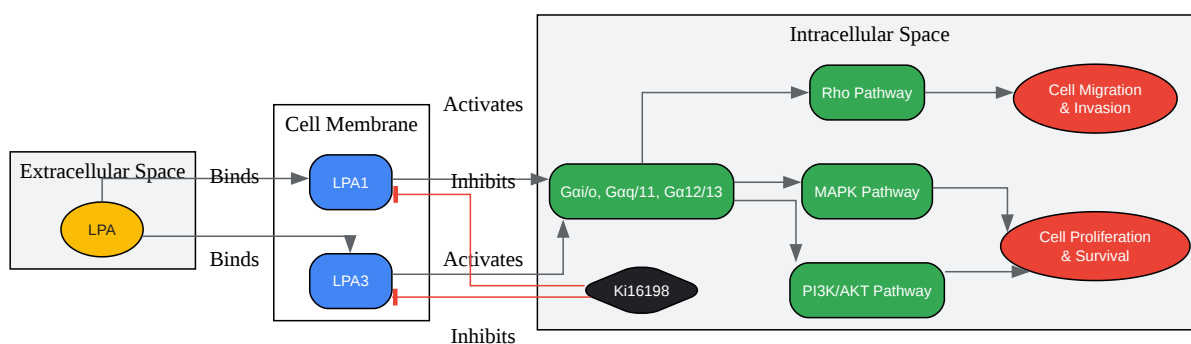 Intracellular Space
Rho Pathway
Cell Migration
& Invasion
Activates
Cell Membrane
Extracellular Space
Binds
LPA1
Inhibits
Gαi/o, Gαq/11, Gα12/13
MAPK Pathway
LPA
Cell Proliferation
& Survival
Binds
LPA3
Activates
Ki16198
PI3K/AKT Pathway
Inhibits